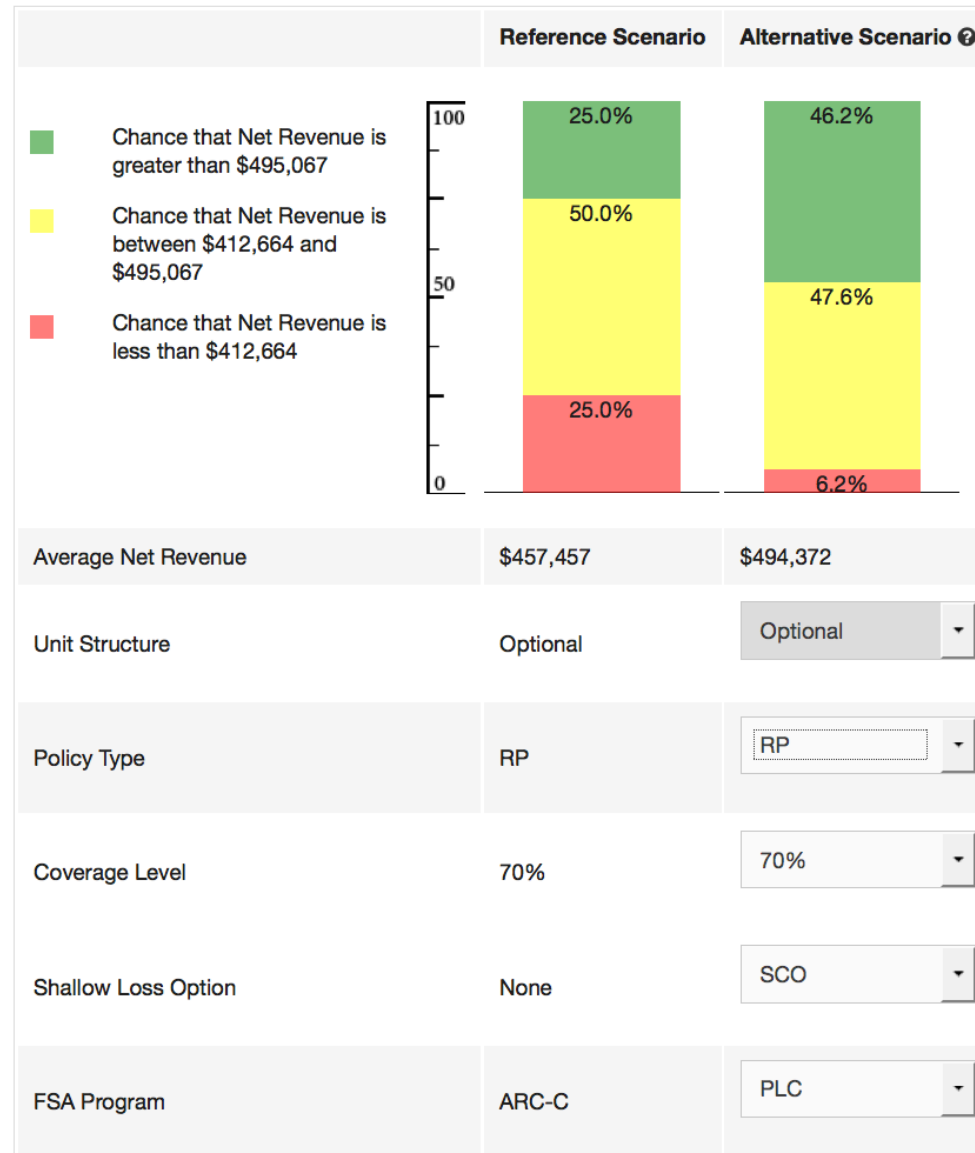 Reference Scenario Alternative Scenario ?
100 25.0% 46.2%
Chance that Net Revenue is
greater than $495,067
Chance that Net Revenue is
between $412,664 and
$495,067
50.0%
50
47.6%
Chance that Net Revenue is
less than $412,664
25.0%
0
6.2%
Average Net Revenue $457,457 $494,372
Unit Structure Optional Optional
Policy Type RP RP
Coverage Level 70% 70%
Shallow Loss Option None SCO
FSA Program ARC-C PLC